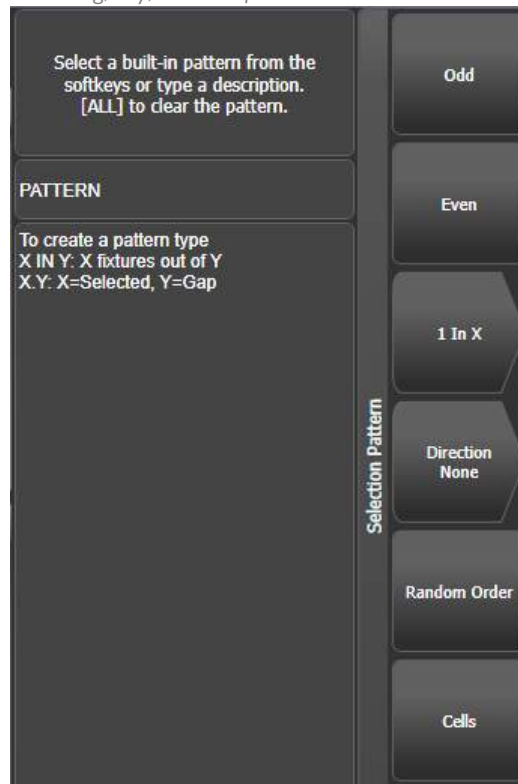 Select a built-in pattern from the
softkeys or type a description.
[ALL] to clear the pattern.
PATTERN
To create a pattern type
X IN Y: X fixtures out of Y
X.Y: X=Selected, Y=Gap
Selection Pattern
Odd
Even
1 In X
Direction
None
Random Order
Cells